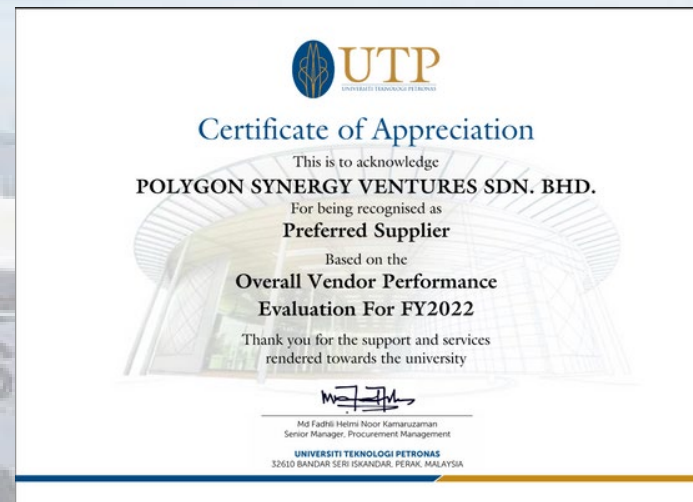 UTP
UNIVERSITI TEKNOLOGI PETRONAS
Certificate of Appreciation
This is to acknowledge
POLYGON SYNERGY VENTURES SDN. BHD.
For being recognised as
Preferred Supplier
Based on the
Overall Vendor Performance
Evaluation For FY2022
Thank you for the support and services
rendered towards the university
Md Fadhli Helmi Noor Kamaruzaman
Senior Manager, Procurement Management
UNIVERSITI TEKNOLOGI PETRONAS
32610 BANDAR SERI ISKANDAR, PERAK, MALAYSIA